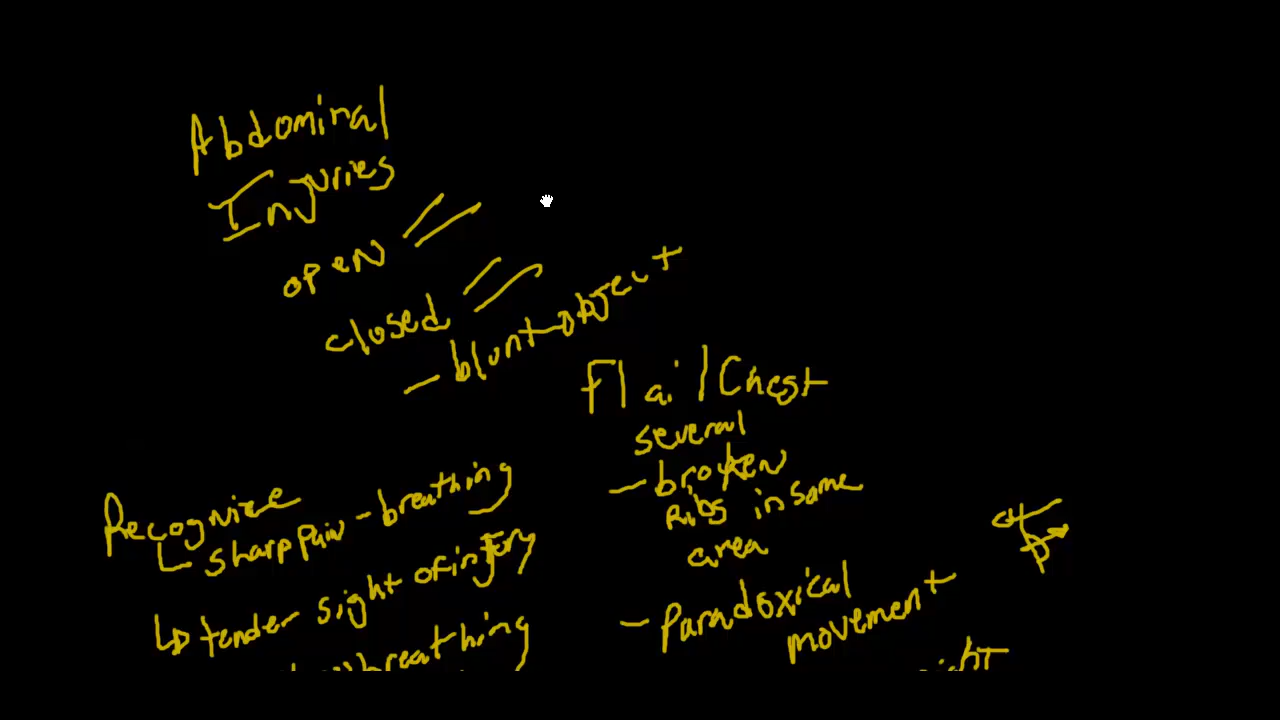 Abdominal
Injuries
open
closed
- blunt object
Flail Chest
several
- broken
Ribs in same
area
- Paradoxical
movement
Recognize
sharp pain - breathing
tender sight of injury
breathing